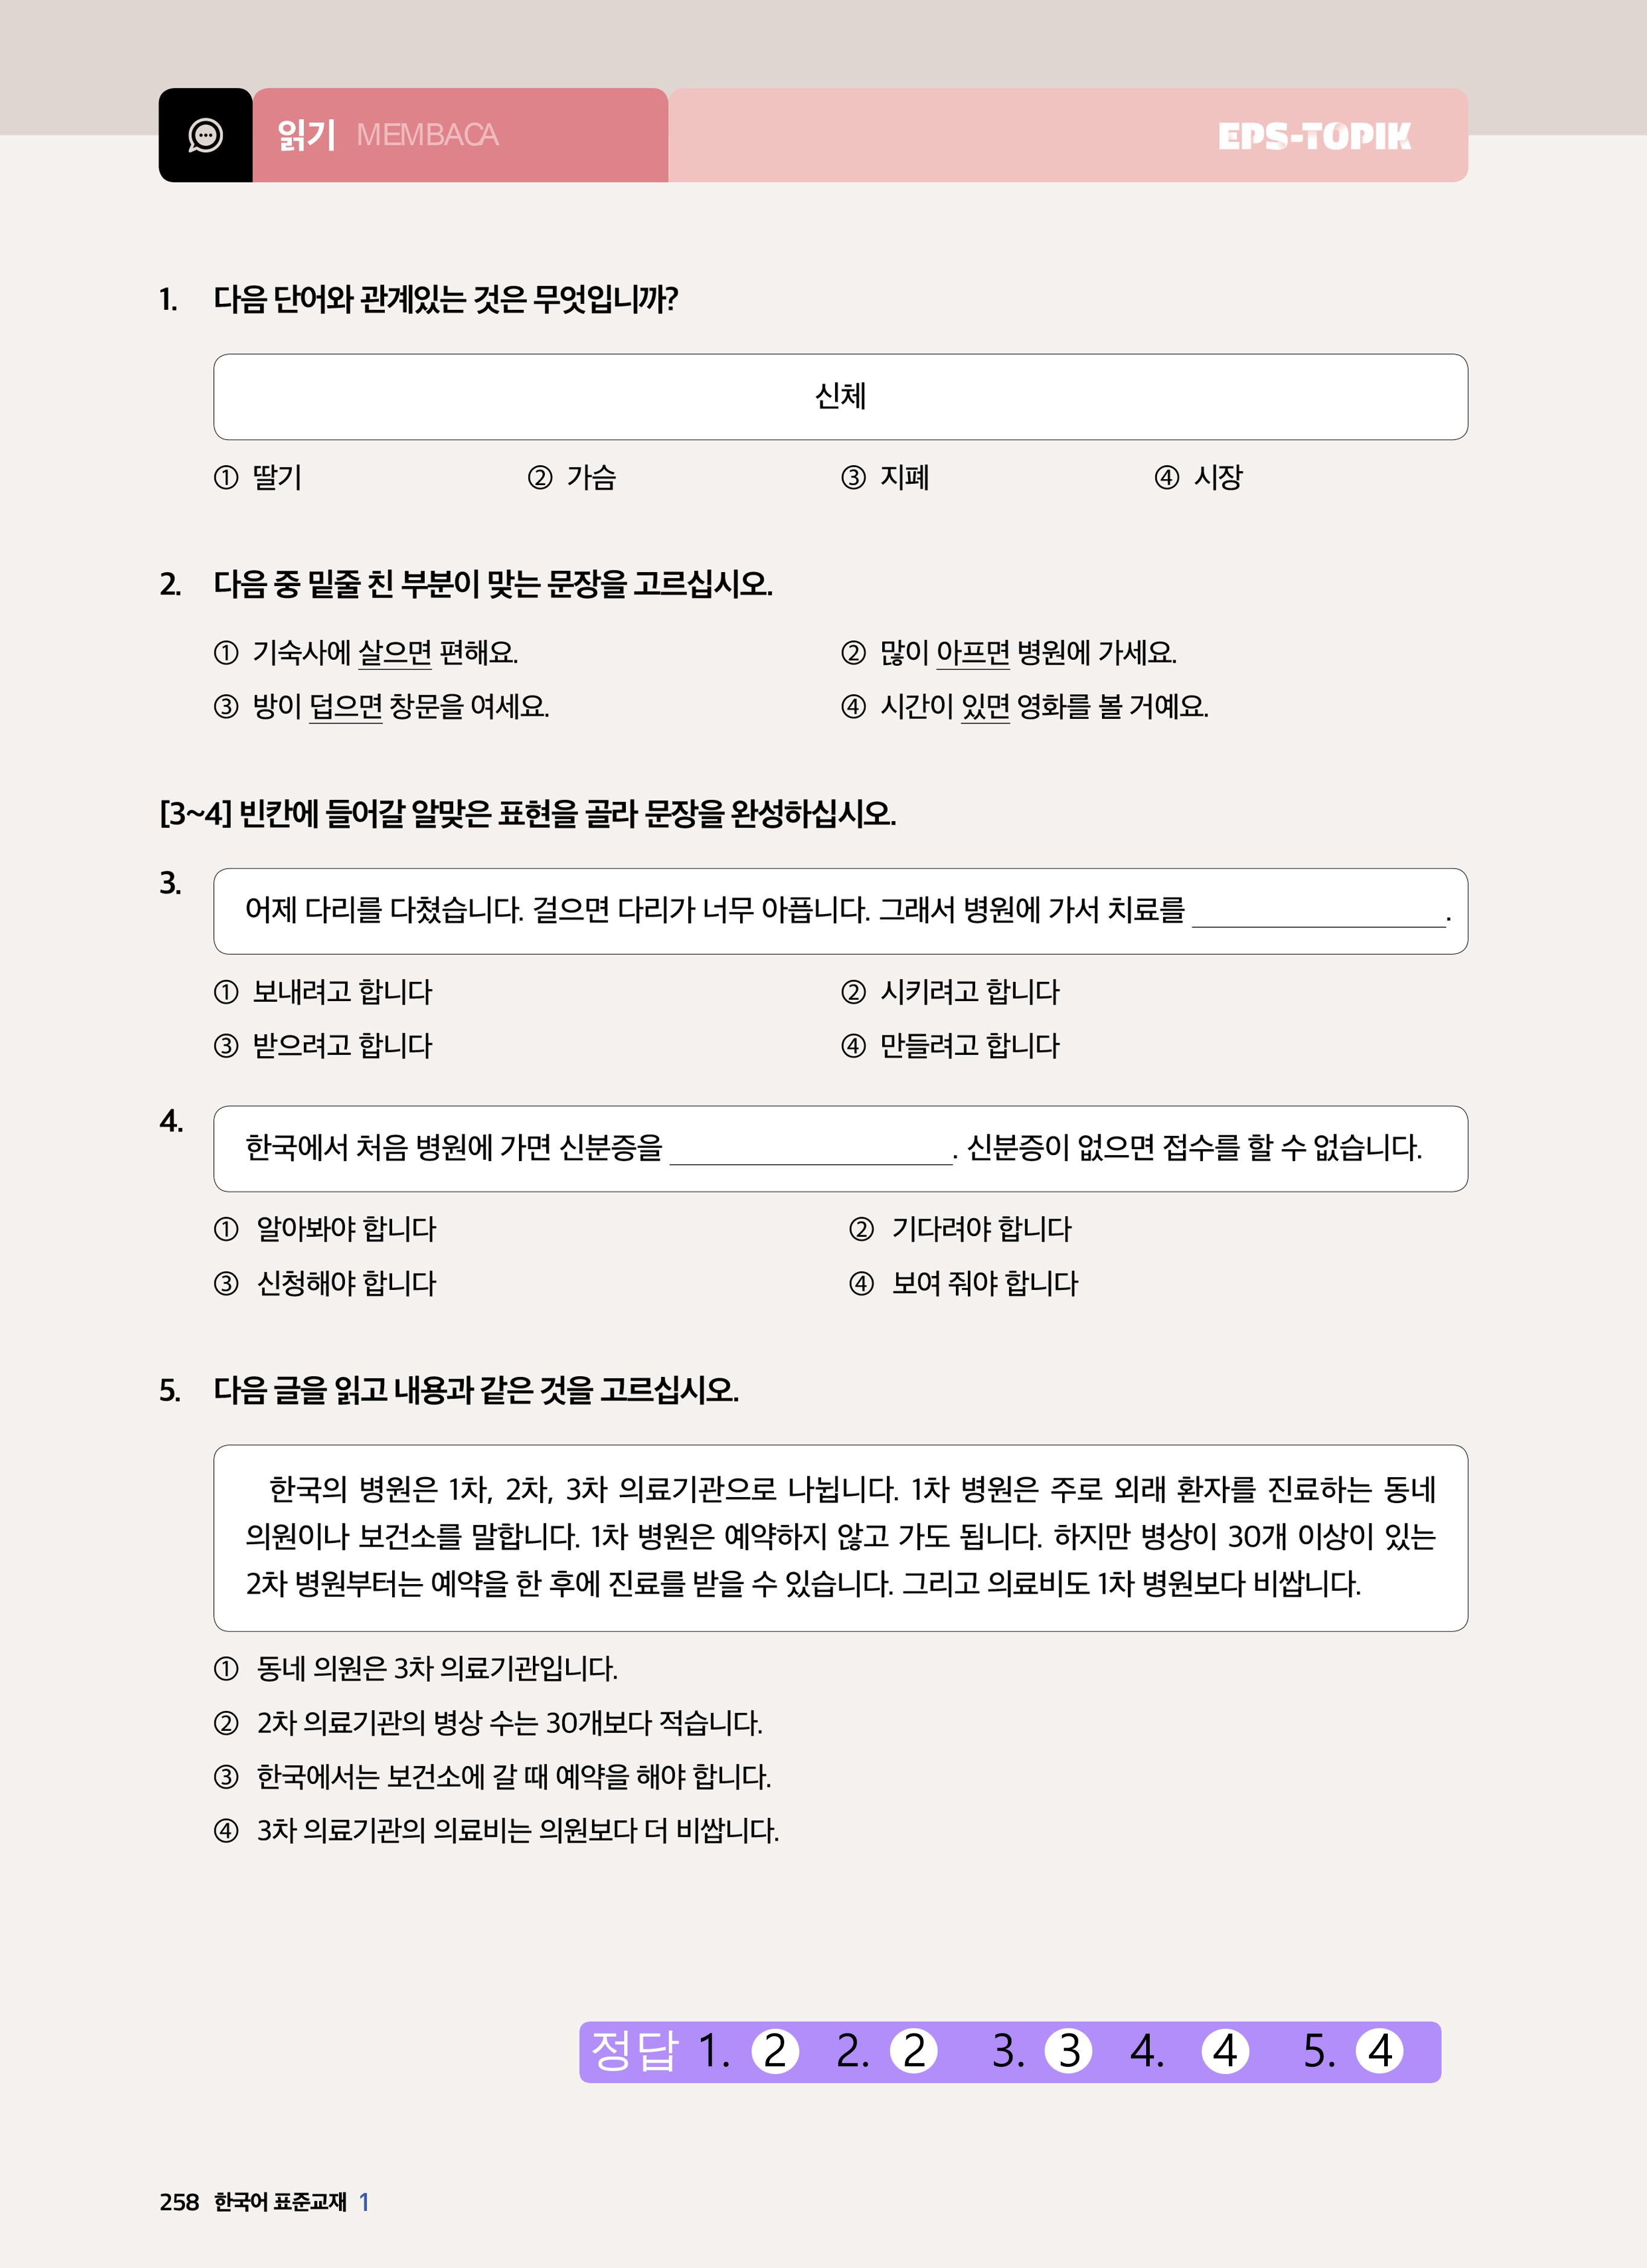 읽기 MEMBACA
EPS-TOPIK
1. 다음 단어와 관계있는 것은 무엇입니까?
신체
① 딸기 ② 가슴 ③ 지폐 ④ 시장
2. 다음 중 밑줄 친 부분이 맞는 문장을 고르십시오.
① 기숙사에 살으면 편해요. ② 많이 아프면 병원에 가세요.
③ 방이 덥으면 창문을 여세요. ④ 시간이 있면 영화를 볼 거예요.
[3~4] 빈칸에 들어갈 알맞은 표현을 골라 문장을 완성하십시오.
3. 어제 다리를 다쳤습니다. 걸으면 다리가 너무 아픕니다. 그래서 병원에 가서 치료를 ______.
① 보내려고 합니다 ② 시키려고 합니다
③ 받으려고 합니다 ④ 만들려고 합니다
4. 한국에서 처음 병원에 가면 신분증을 ______. 신분증이 없으면 접수를 할 수 없습니다.
① 알아봐야 합니다 ② 기다려야 합니다
③ 신청해야 합니다 ④ 보여 줘야 합니다
5. 다음 글을 읽고 내용과 같은 것을 고르십시오.
한국의 병원은 1차, 2차, 3차 의료기관으로 나뉩니다. 1차 병원은 주로 외래 환자를 진료하는 동네
의원이나 보건소를 말합니다. 1차 병원은 예약하지 않고 가도 됩니다. 하지만 병상이 30개 이상이 있는
2차 병원부터는 예약을 한 후에 진료를 받을 수 있습니다. 그리고 의료비도 1차 병원보다 비쌉니다.
① 동네 의원은 3차 의료기관입니다.
② 2차 의료기관의 병상 수는 30개보다 적습니다.
③ 한국에서는 보건소에 갈 때 예약을 해야 합니다.
④ 3차 의료기관의 의료비는 의원보다 더 비쌉니다.
정답 1. 2 2. 2 3. 3 4. 4 5. 4
258 한국어 표준교재 1